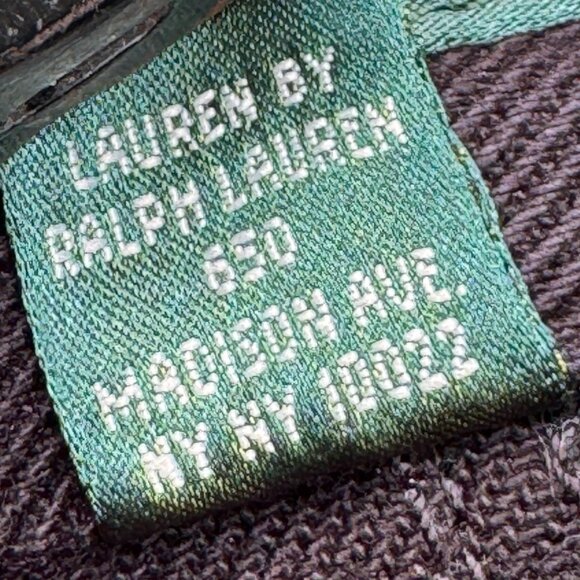 LAUREN BY
RALPH LAUREN
650
MADISON AVE.
NY NY 10022